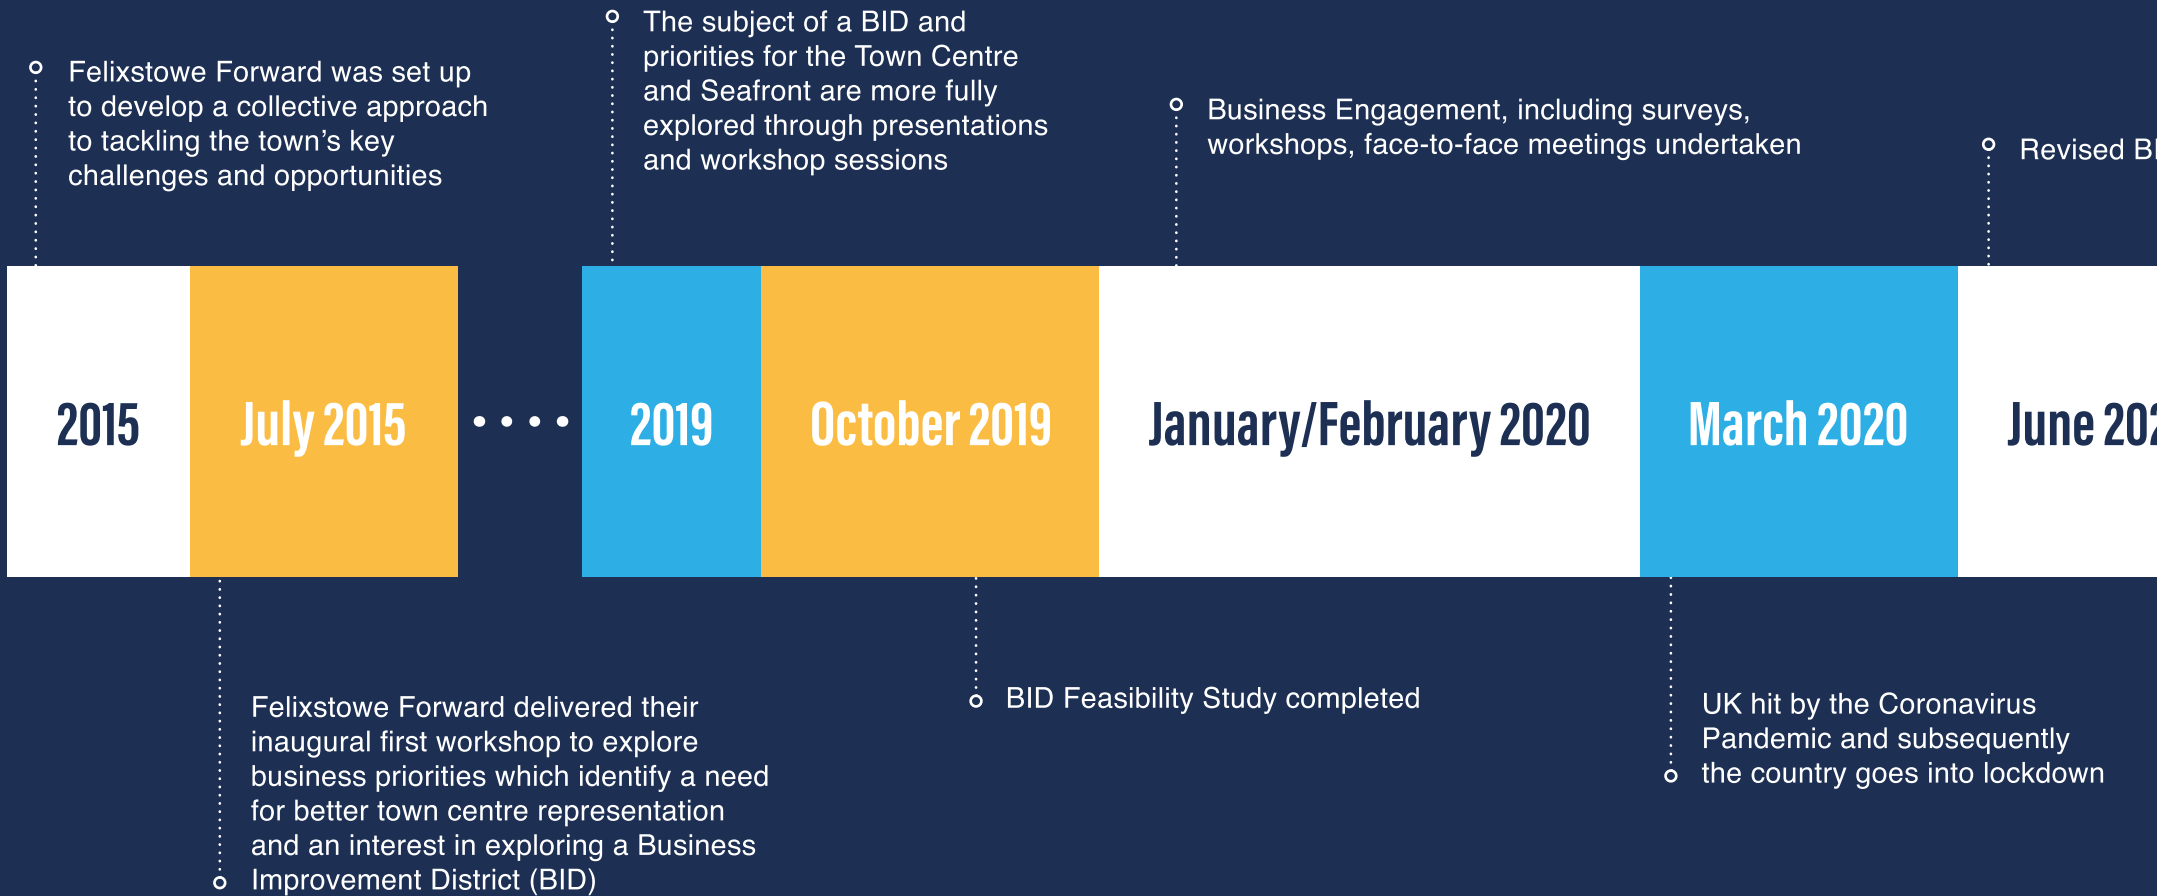 Felixstowe Forward was set up
to develop a collective approach
to tackling the town’s key
challenges and opportunities
The subject of a BID and
priorities for the Town Centre
and Seafront are more fully
explored through presentations
and workshop sessions
Business Engagement, including surveys,
workshops, face-to-face meetings undertaken
Revised
2015
July 2015
2019
October 2019
January/February 2020
March 2020
June
Felixstowe Forward delivered their
inaugural first workshop to explore
business priorities which identify a need
for better town centre representation
and an interest in exploring a Business
Improvement District (BID)
BID Feasibility Study completed
UK hit by the Coronavirus
Pandemic and subsequently
the country goes into lockdown